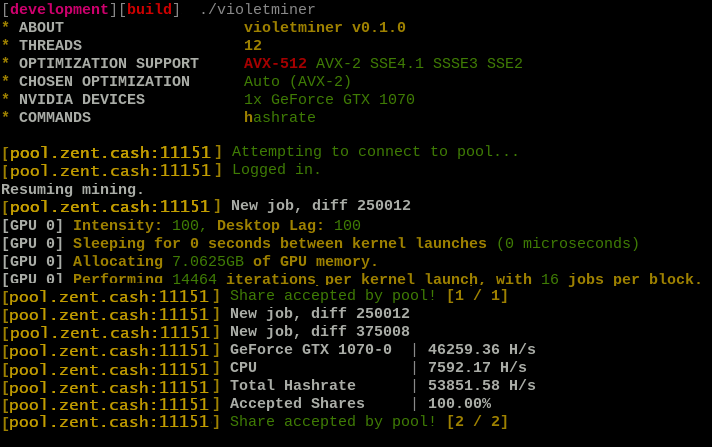 [development][build] ./violetminer
* ABOUT violetminer v0.1.0
* THREADS 12
* OPTIMIZATION SUPPORT AVX-512 AVX-2 SSE4.1 SSSE3 SSE2
* CHOSEN OPTIMIZATION Auto (AVX-2)
* NVIDIA DEVICES 1x GeForce GTX 1070
* COMMANDS hashrate
[pool.zent.cash:11151] Attempting to connect to pool...
[pool.zent.cash:11151] Logged in.
Resuming mining.
[pool.zent.cash:11151] New job, diff 250012
[GPU 0] Intensity: 100, Desktop Lag: 100
[GPU 0] Sleeping for 0 seconds between kernel launches (0 microseconds)
[GPU 0] Allocating 7.0625GB of GPU memory.
[GPU 0] Performing 14464 iterations per kernel launch, with 16 jobs per block.
[pool.zent.cash:11151] Share accepted by pool! [1 / 1]
[pool.zent.cash:11151] New job, diff 250012
[pool.zent.cash:11151] New job, diff 375008
[pool.zent.cash:11151] GeForce GTX 1070-0 | 46259.36 H/s
[pool.zent.cash:11151] CPU | 7592.17 H/s
[pool.zent.cash:11151] Total Hashrate | 53851.58 H/s
[pool.zent.cash:11151] Accepted Shares | 100.00%
[pool.zent.cash:11151] Share accepted by pool! [2 / 2]